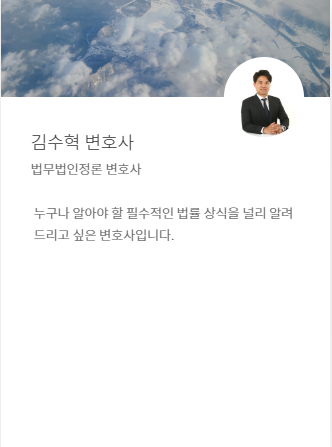 김수혁 변호사
법무법인정론 변호사
누구나 알아야 할 필수적인 법률 상식을 널리 알려
드리고 싶은 변호사입니다.